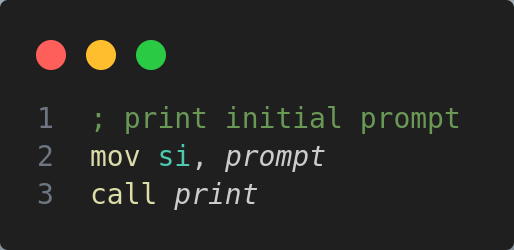 1 ; print initial prompt
2 mov si, prompt
3 call print